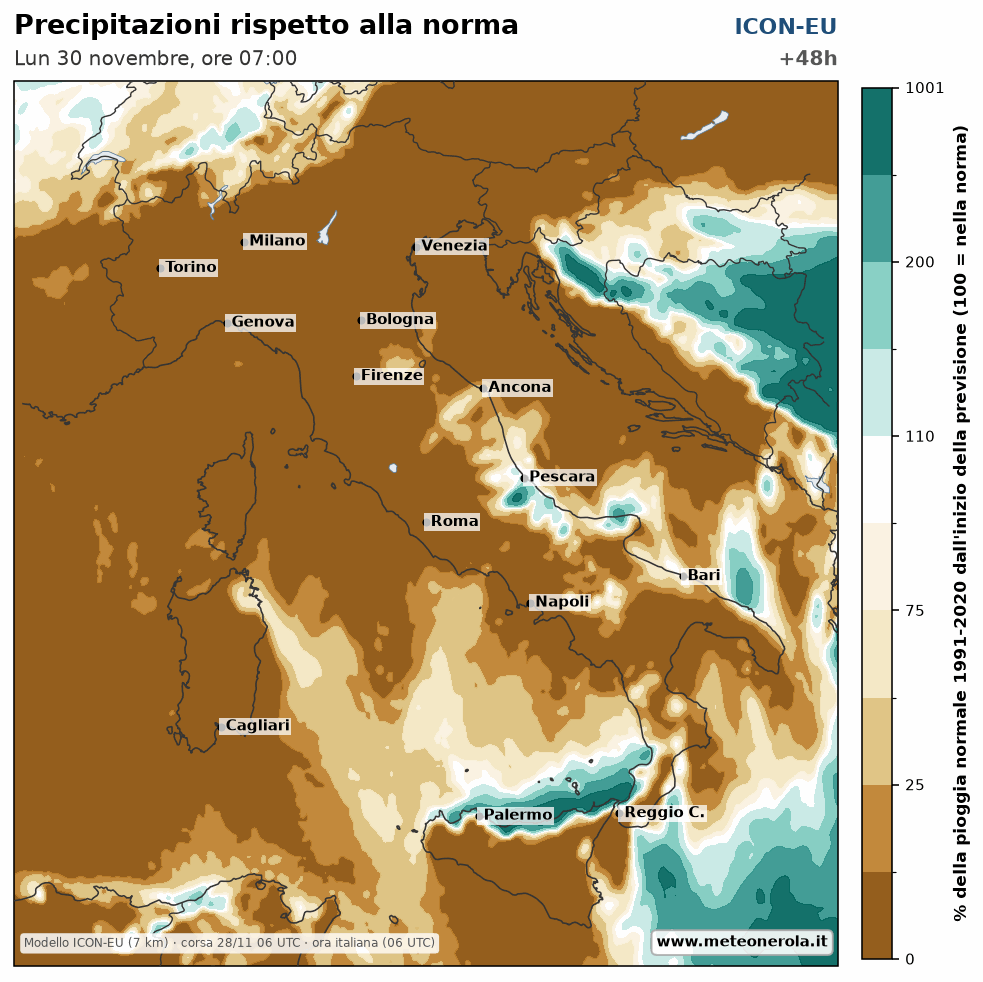 Precipitazioni rispetto alla norma
ICON-EU
Lun 30 novembre, ore 07:00
+48h
Milano
Venezia
Torino
Genova
Bologna
Firenze
Ancona
Pescara
Roma
Bari
Napoli
Cagliari
Palermo
Reggio C.
Modello ICON-EU (7 km) · corsa 28/11 06 UTC · ora italiana (06 UTC)
www.meteonerola.it
1001
200
110
75
25
0
% della pioggia normale 1991-2020 dall'inizio della previsione (100 = nella norma)